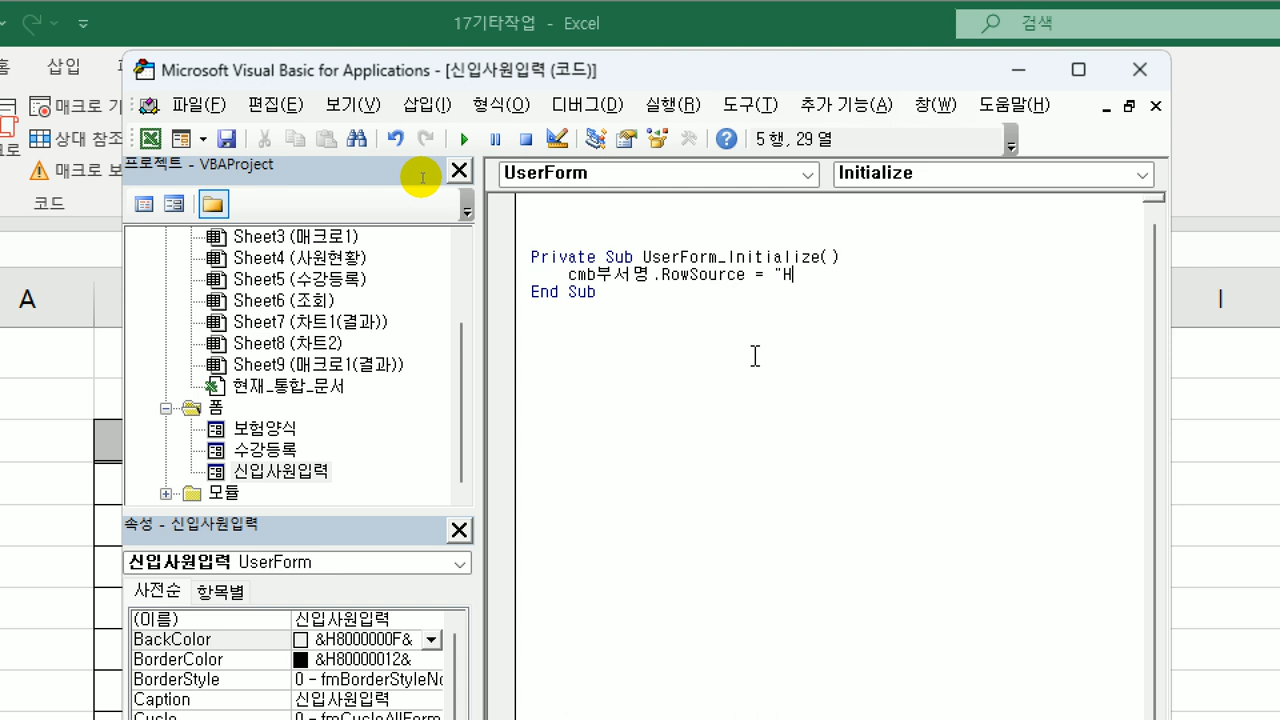 17기타작업 - Excel
검색
홈
삽입
Microsoft Visual Basic for Applications - [신입사원입력 (코드)]
파일(F) 편집(E) 보기(V) 삽입(I) 형식(O) 디버그(D) 실행(R) 도구(T) 추가 기능(A) 창(W) 도움말(H)
매크로 기
상대 참조
매크로 보
코드
5 행, 29 열
프로젝트 - VBAProject
UserForm
Initialize
Sheet3 (매크로1)
Sheet4 (사원현황)
Sheet5 (수강등록)
Sheet6 (조회)
Sheet7 (차트1(결과))
Sheet8 (차트2)
Sheet9 (매크로1(결과))
현재_통합_문서
폼
보험양식
수강등록
신입사원입력
모듈
Private Sub UserForm_Initialize()
cmb부서명.RowSource = "H
End Sub
A
I
속성 - 신입사원입력
신입사원입력 UserForm
사전순 항목별
(이름) 신입사원입력
BackColor &H8000000F&
BorderColor &H80000012&
BorderStyle 0 - fmBorderStyleNo
Caption 신입사원입력
Cycle 0 - fmCycleAllForm